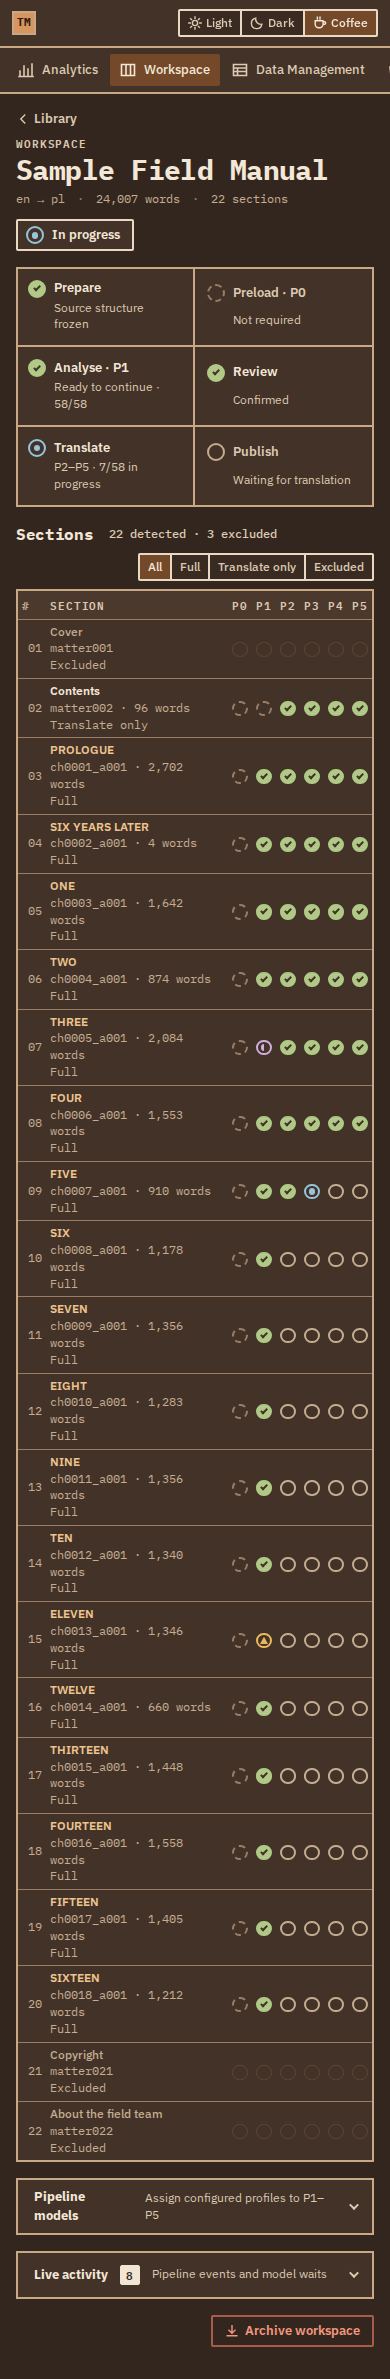 TM
Light
Dark
Coffee
Analytics
Workspace
Data Management
Library
WORKSPACE
Sample Field Manual
en → pl · 24,007 words · 22 sections
In progress
Prepare
Source structure
frozen
Preload · P0
Not required
Analyse · P1
Ready to continue ·
58/58
Review
Confirmed
Translate
P2–P5 · 7/58 in
progress
Publish
Waiting for translation
Sections 22 detected · 3 excluded
All
Full
Translate only
Excluded
# SECTION P0 P1 P2 P3 P4 P5
Cover
01 matter001
Excluded
Contents
02 matter002 · 96 words
Translate only
PROLOGUE
ch0001_a001 · 2,702
03 words
Full
SIX YEARS LATER
04 ch0002_a001 · 4 words
Full
ONE
ch0003_a001 · 1,642
05 words
Full
TWO
06 ch0004_a001 · 874 words
Full
THREE
ch0005_a001 · 2,084
07 words
Full
FOUR
ch0006_a001 · 1,553
08 words
Full
FIVE
09 ch0007_a001 · 910 words
Full
SIX
ch0008_a001 · 1,178
10 words
Full
SEVEN
ch0009_a001 · 1,356
11 words
Full
EIGHT
ch0010_a001 · 1,283
12 words
Full
NINE
ch0011_a001 · 1,356
13 words
Full
TEN
ch0012_a001 · 1,340
14 words
Full
ELEVEN
ch0013_a001 · 1,346
15 words
Full
TWELVE
16 ch0014_a001 · 660 words
Full
THIRTEEN
ch0015_a001 · 1,448
17 words
Full
FOURTEEN
ch0016_a001 · 1,558
18 words
Full
FIFTEEN
ch0017_a001 · 1,405
19 words
Full
SIXTEEN
ch0018_a001 · 1,212
20 words
Full
Copyright
21 matter021
Excluded
About the field team
22 matter022
Excluded
Pipeline
models
Assign configured profiles to P1–
P5
Live activity 8 Pipeline events and model waits
Archive workspace